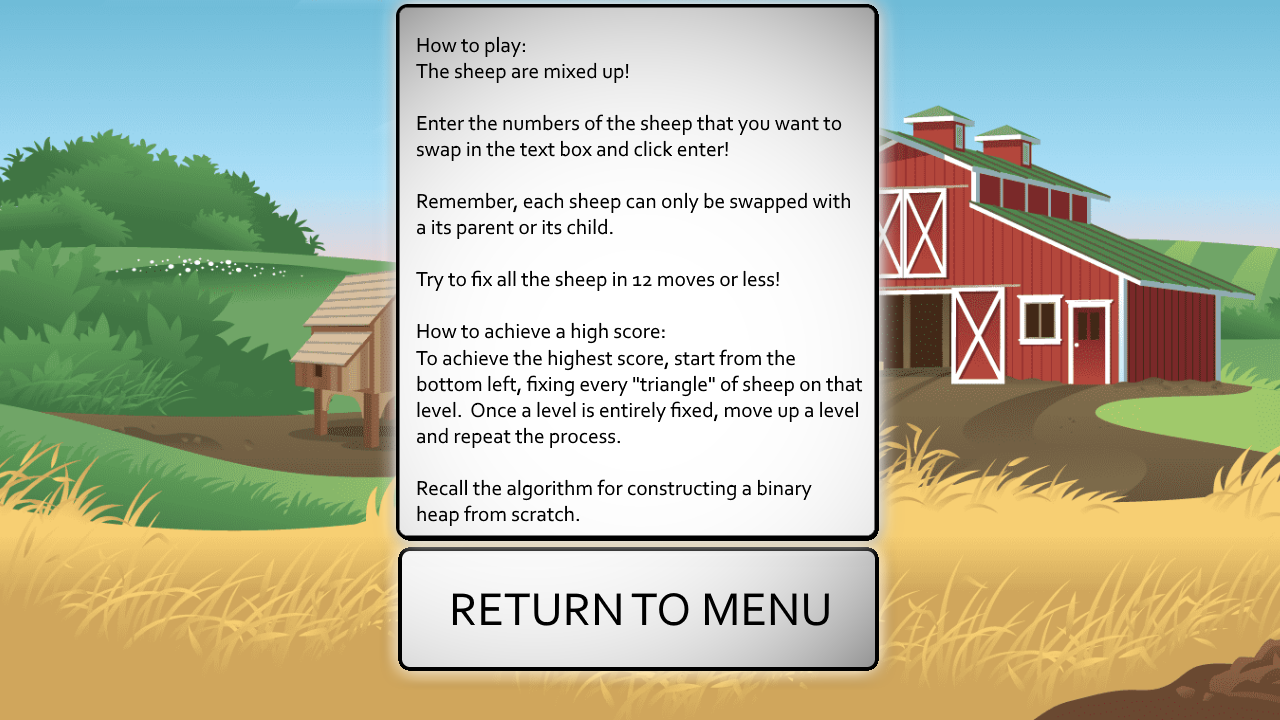 How to play:
The sheep are mixed up!
Enter the numbers of the sheep that you want to
swap in the text box and click enter!
Remember, each sheep can only be swapped with
a its parent or its child.
Try to fix all the sheep in 12 moves or less!
How to achieve a high score:
To achieve the highest score, start from the
bottom left, fixing every "triangle" of sheep on that
level.  Once a level is entirely fixed, move up a level
and repeat the process.
Recall the algorithm for constructing a binary
heap from scratch.
RETURN TO MENU